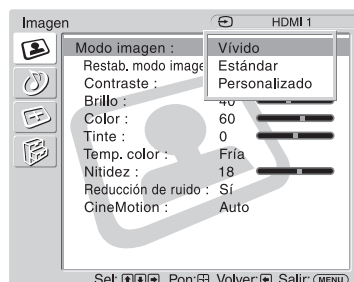 Imagen HDMI 1
Modo imagen : Vívido
Restab. modo image Estándar
Contraste : Personalizado
Brillo : 40
Color : 60
Tinte : 0
Temp. color : Fría
Nitidez : 18
Reducción de ruido : Sí
CineMotion : Auto
Sel: Pon: Volver: Salir: MENU